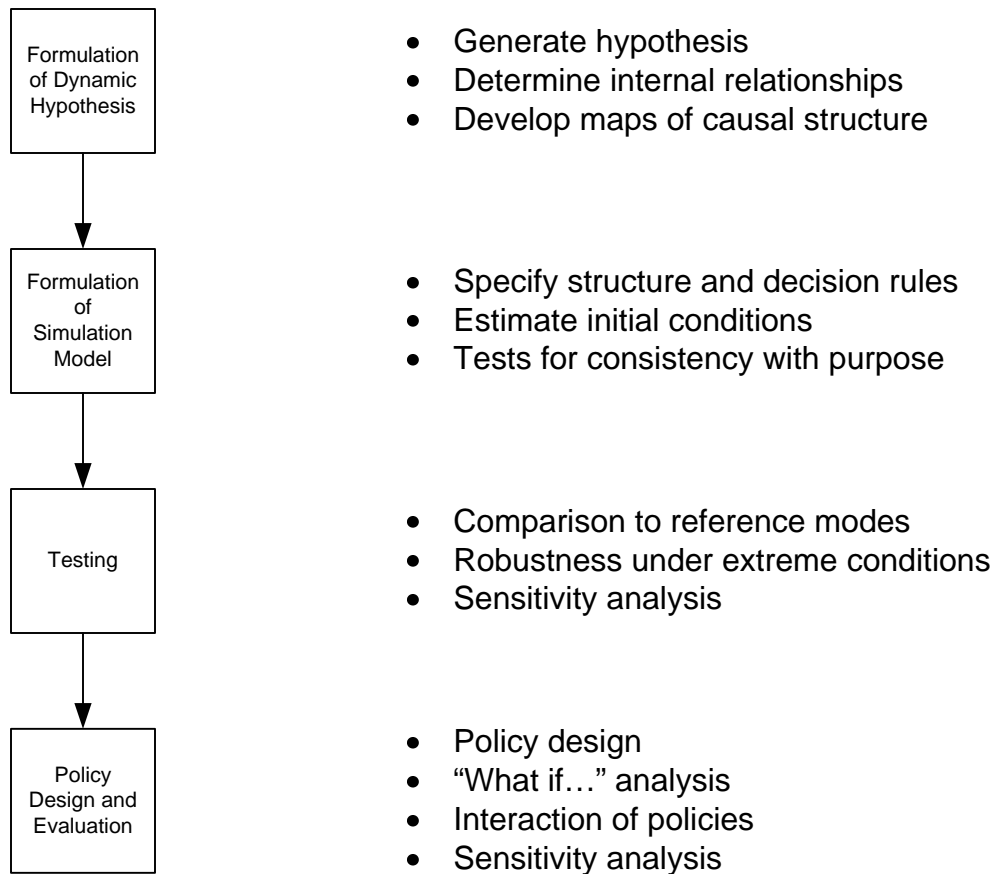 Formulation
of Dynamic
Hypothesis
• Generate hypothesis
• Determine internal relationships
• Develop maps of causal structure
Formulation
of
Simulation
Model
• Specify structure and decision rules
• Estimate initial conditions
• Tests for consistency with purpose
Testing
• Comparison to reference modes
• Robustness under extreme conditions
• Sensitivity analysis
Policy
Design and
Evaluation
• Policy design
• “What if…” analysis
• Interaction of policies
• Sensitivity analysis